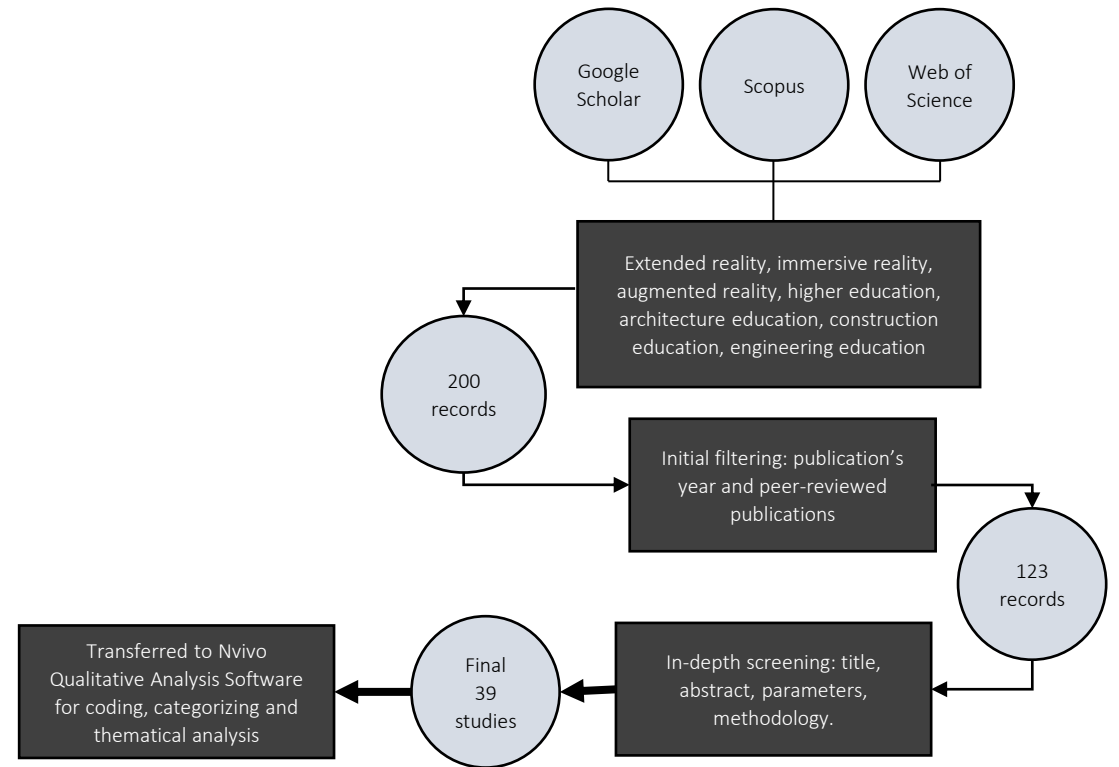 Google
Scholar
Scopus
Web of
Science
Extended reality, immersive reality,
augmented reality, higher education,
architecture education, construction
education, engineering education
200
records
Initial filtering: publication’s
year and peer-reviewed
publications
123
records
In-depth screening: title,
abstract, parameters,
methodology.
Final
39
studies
Transferred to Nvivo
Qualitative Analysis Software
for coding, categorizing and
thematical analysis